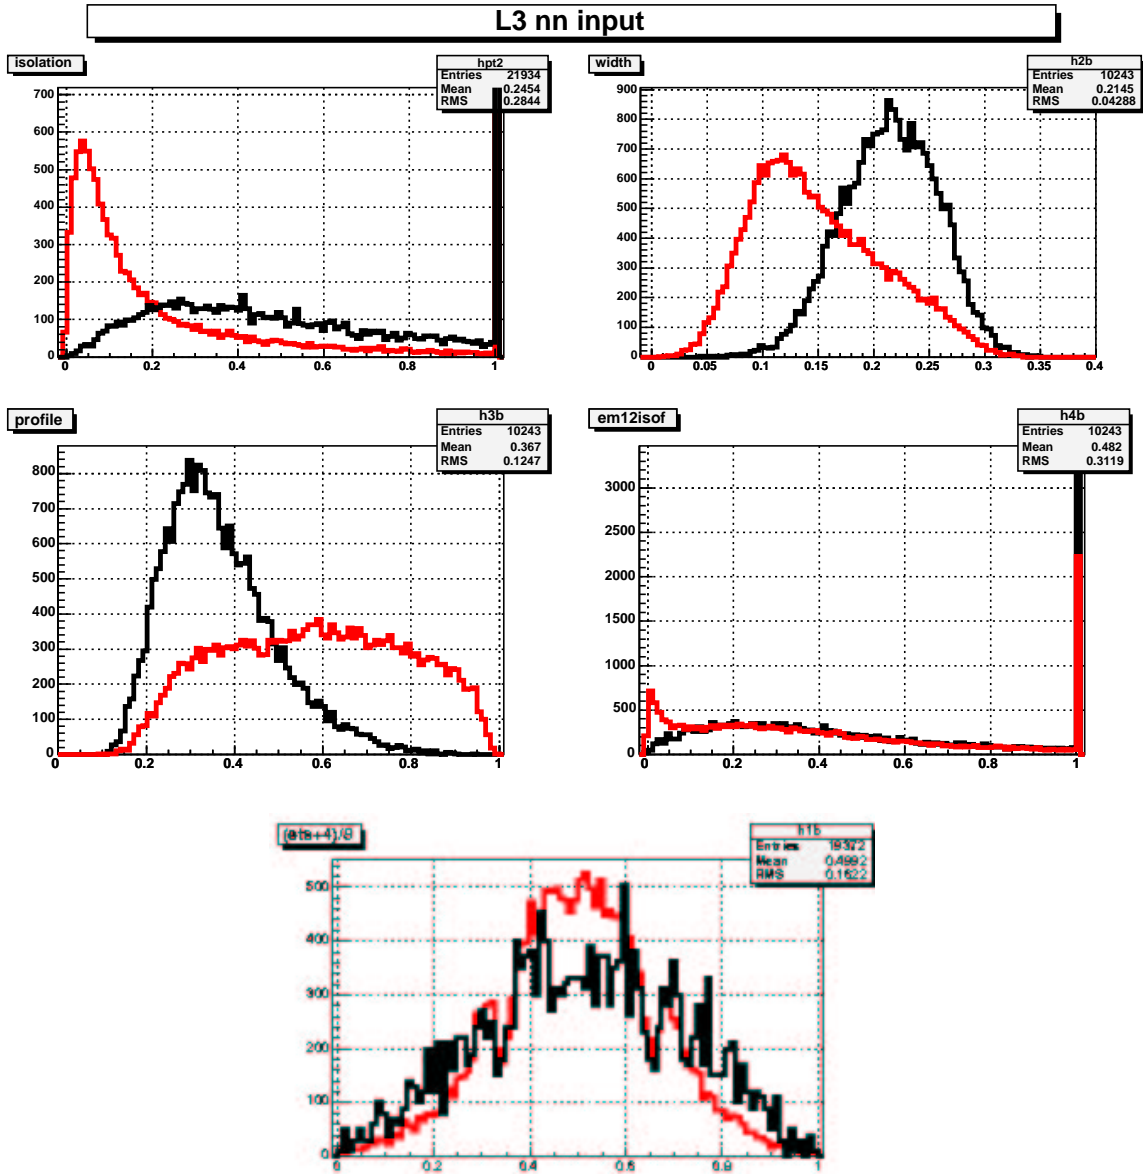 L3 nn input
isolation
hpt2
Entries 21934
Mean 0.2454
RMS 0.2844
700
600
500
400
300
200
100
0
0 0.2 0.4 0.6 0.8 1
width
h2b
Entries 10243
Mean 0.2145
RMS 0.04288
900
800
700
600
500
400
300
200
100
0
0 0.05 0.1 0.15 0.2 0.25 0.3 0.35 0.4
profile
h3b
Entries 10243
Mean 0.367
RMS 0.1247
800
700
600
500
400
300
200
100
0
0 0.2 0.4 0.6 0.8 1
em12isof
h4b
Entries 10243
Mean 0.482
RMS 0.3119
3000
2500
2000
1500
1000
500
0
0 0.2 0.4 0.6 0.8 1
(eta+4)/8
h1b
Entries 19372
Mean 0.4992
RMS 0.1622
500
400
300
200
100
0
0 0.2 0.4 0.6 0.8 1